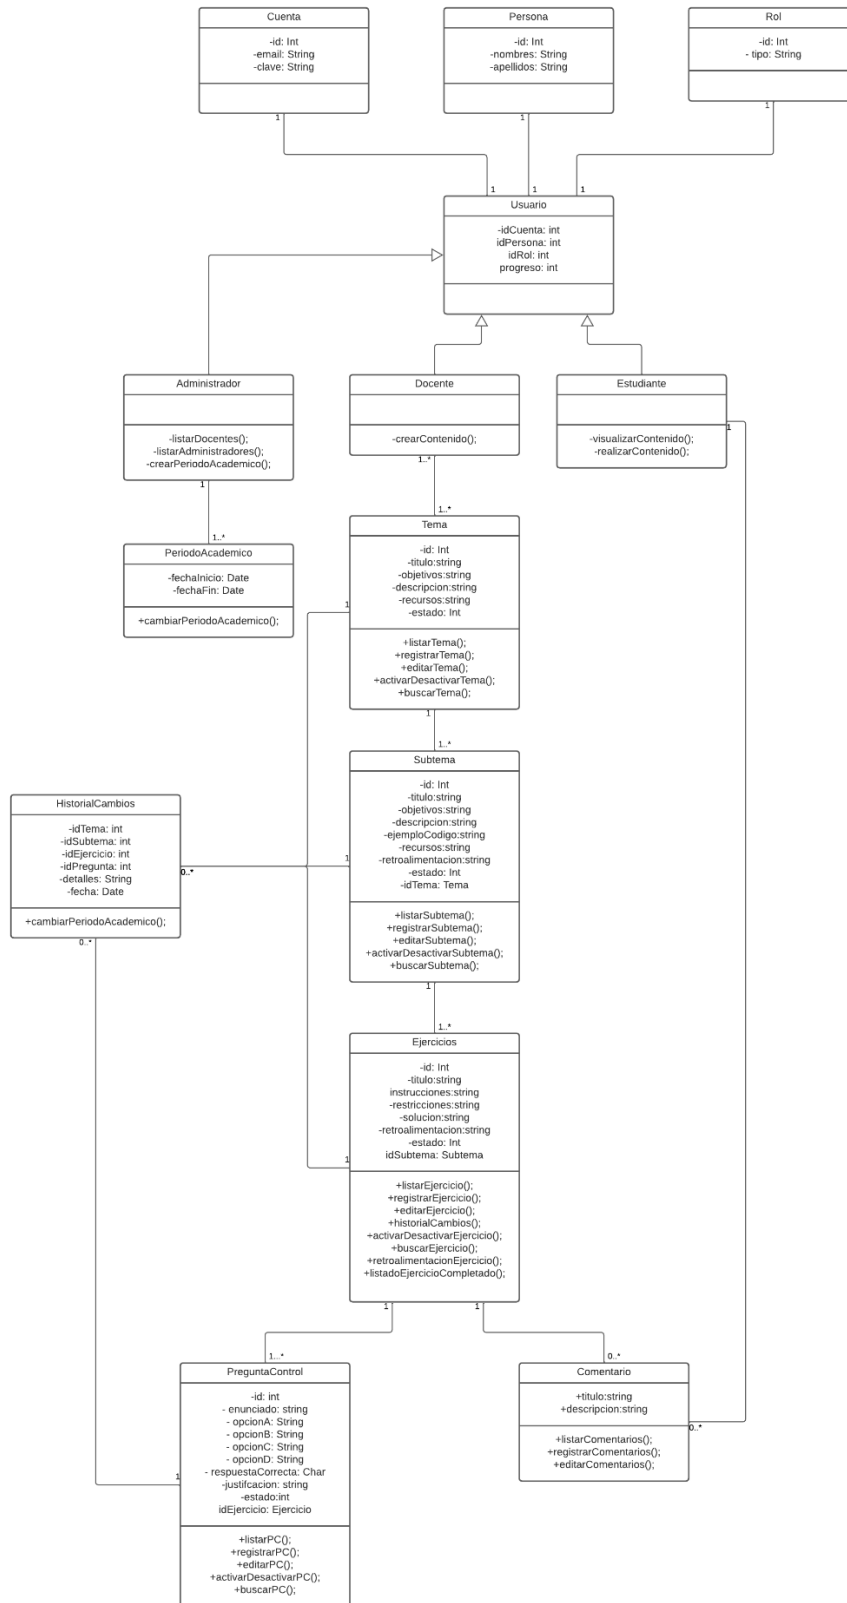 Cuenta
-id: Int
-email: String
-clave: String
Persona
-id: Int
-nombres: String
-apellidos: String
Rol
-id: Int
- tipo: String
1
1
1
1
1
1
Usuario
-idCuenta: int
idPersona: int
idRol: int
progreso: int
Administrador
-listarDocentes();
-listarAdministradores();
-crearPeriodoAcademico();
Docente
-crearContenido();
Estudiante
-visualizarContenido();
-realizarContenido();
1
1..*
1
1..*
1..*
PeriodoAcademico
-fechaInicio: Date
-fechaFin: Date
+cambiarPeriodoAcademico();
Tema
-id: Int
-titulo:string
-objetivos:string
-descripcion:string
-recursos:string
-estado: Int
+listarTema();
+registrarTema();
+editarTema();
+activarDesactivarTema();
+buscarTema();
1
1
1..*
Subtema
-id: Int
-titulo:string
-objetivos:string
-descripcion:string
-ejemploCodigo:string
-recursos:string
-retroalimentacion:string
-estado: Int
-idTema: Tema
+listarSubtema();
+registrarSubtema();
+editarSubtema();
+activarDesactivarSubtema();
+buscarSubtema();
HistorialCambios
-idTema: int
-idSubtema: int
-idEjercicio: int
-idPregunta: int
-detalles: String
-fecha: Date
+cambiarPeriodoAcademico();
0..*
1
0..*
1
1..*
Ejercicios
-id: Int
-titulo:string
instrucciones:string
-restricciones:string
-solucion:string
-retroalimentacion:string
-estado: Int
idSubtema: Subtema
+listarEjercicio();
+registrarEjercicio();
+editarEjercicio();
+historialCambios();
+activarDesactivarEjercicio();
+buscarEjercicio();
+retroalimentacionEjercicio();
+listadoEjercicioCompletado();
1
1
1
1...*
0..*
PreguntaControl
-id: int
- enunciado: string
- opcionA: String
- opcionB: String
- opcionC: String
- opcionD: String
- respuestaCorrecta: Char
-justifcacion: string
-estado:int
idEjercicio: Ejercicio
+listarPC();
+registrarPC();
+editarPC();
+activarDesactivarPC();
+buscarPC();
1
Comentario
+titulo:string
+descripcion:string
+listarComentarios();
+registrarComentarios();
+editarComentarios();
0..*